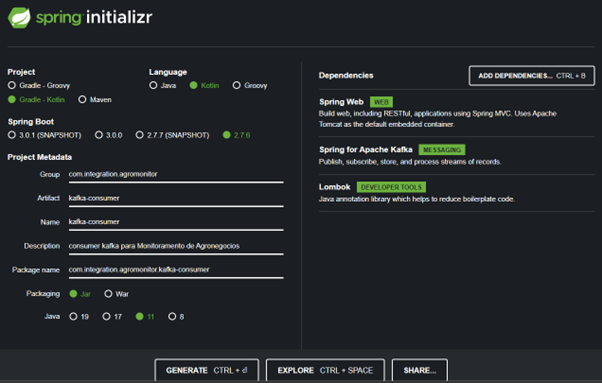 spring initializr
Project
Gradle - Groovy
Gradle - Kotlin Maven
Language
Java Kotlin Groovy
Spring Boot
3.0.1 (SNAPSHOT) 3.0.0 2.7.7 (SNAPSHOT) 2.7.6
Project Metadata
Group com.integration.agromonitor
Artifact kafka-consumer
Name kafka-consumer
Description consumer kafka para Monitoramento de Agronegocios
Package name com.integration.agromonitor.kafka-consumer
Packaging Jar War
Java 19 17 11 8
Dependencies ADD DEPENDENCIES... CTRL + B
Spring Web WEB
Build web, including RESTful, applications using Spring MVC. Uses Apache
Tomcat as the default embedded container.
Spring for Apache Kafka MESSAGING
Publish, subscribe, store, and process streams of records.
Lombok DEVELOPER TOOLS
Java annotation library which helps to reduce boilerplate code.
GENERATE CTRL + ⏎ EXPLORE CTRL + SPACE SHARE...